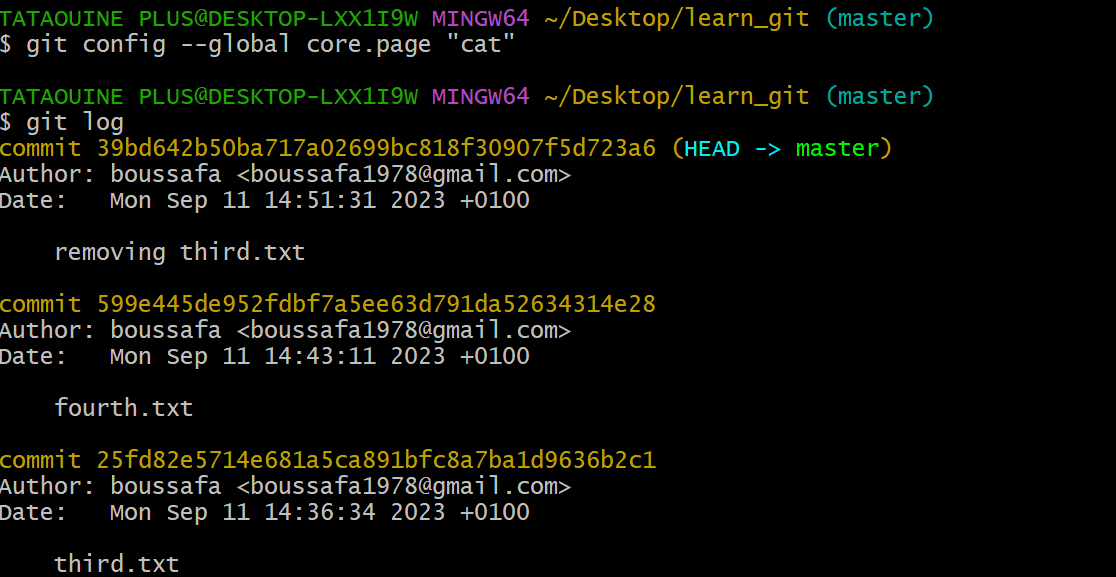 TATAOUINE PLUS@DESKTOP-LXX1I9W MINGW64 ~/Desktop/learn_git (master)
$ git config --global core.page "cat"
TATAOUINE PLUS@DESKTOP-LXX1I9W MINGW64 ~/Desktop/learn_git (master)
$ git log
commit 39bd642b50ba717a02699bc818f30907f5d723a6 (HEAD -> master)
Author: boussafa <boussafa1978@gmail.com>
Date:   Mon Sep 11 14:51:31 2023 +0100
    removing third.txt
commit 599e445de952fdbf7a5ee63d791da52634314e28
Author: boussafa <boussafa1978@gmail.com>
Date:   Mon Sep 11 14:43:11 2023 +0100
    fourth.txt
commit 25fd82e5714e681a5ca891bfc8a7ba1d9636b2c1
Author: boussafa <boussafa1978@gmail.com>
Date:   Mon Sep 11 14:36:34 2023 +0100
    third.txt